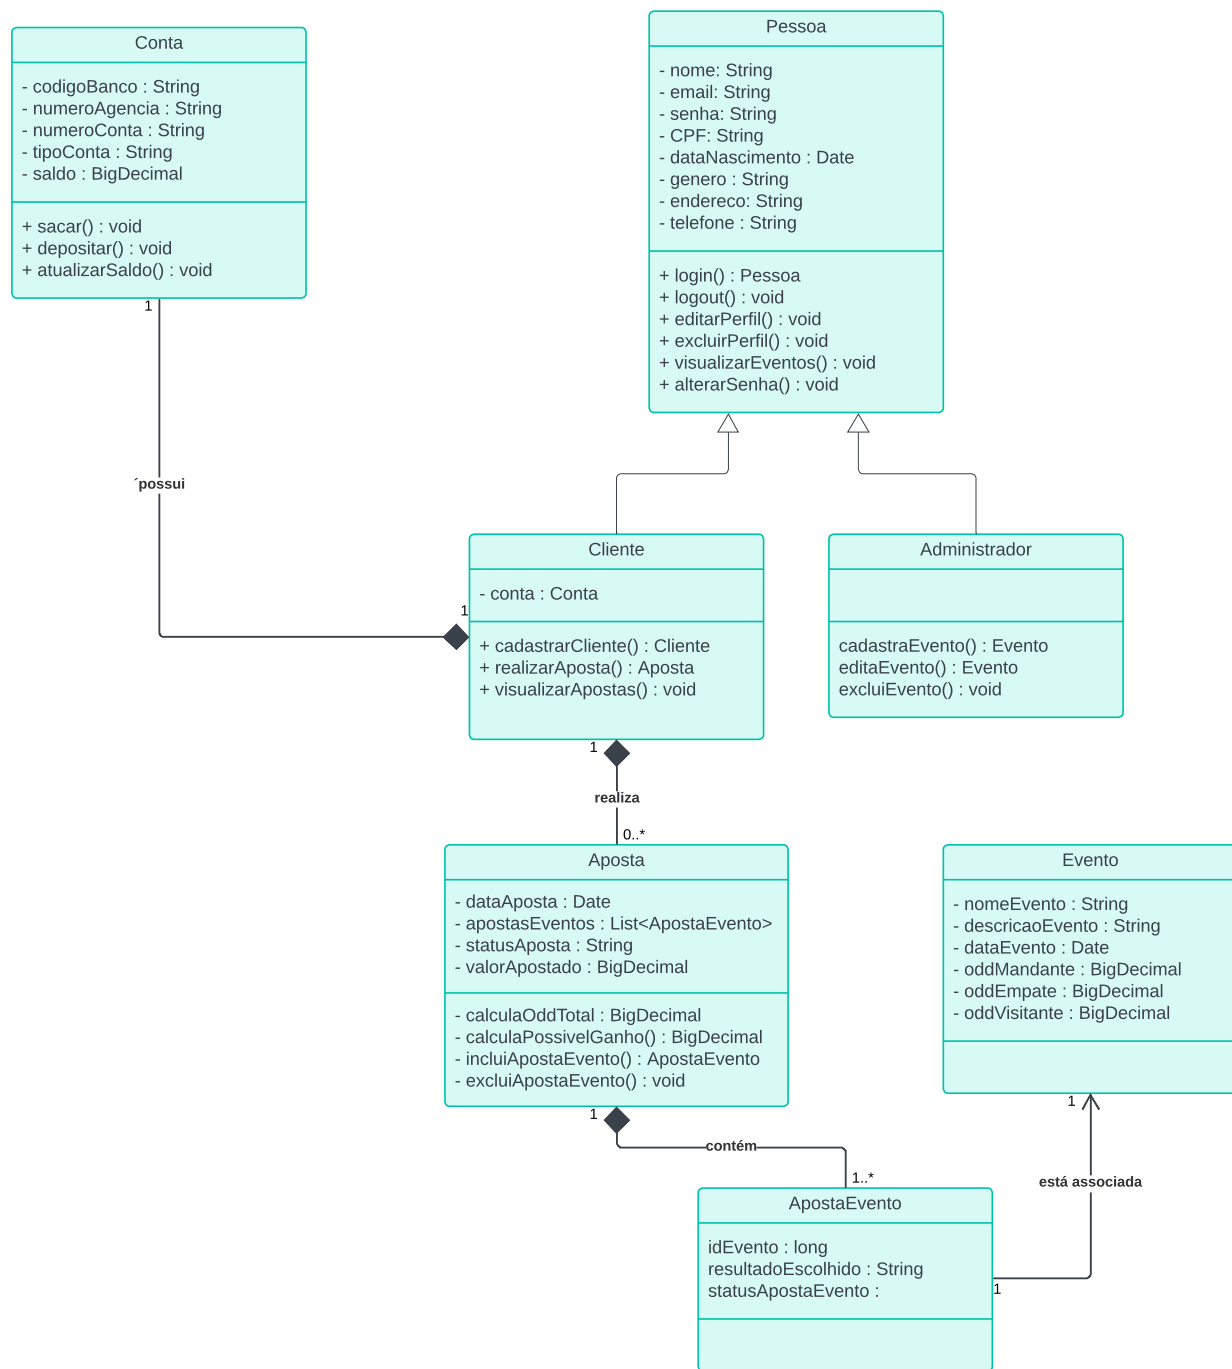 Conta
- codigoBanco : String
- numeroAgencia : String
- numeroConta : String
- tipoConta : String
- saldo : BigDecimal
+ sacar() : void
+ depositar() : void
+ atualizarSaldo() : void
1
Pessoa
- nome: String
- email: String
- senha: String
- CPF: String
- dataNascimento : Date
- genero : String
- endereco: String
- telefone : String
+ login() : Pessoa
+ logout() : void
+ editarPerfil() : void
+ excluirPerfil() : void
+ visualizarEventos() : void
+ alterarSenha() : void
´possui
1
Cliente
- conta : Conta
+ cadastrarCliente() : Cliente
+ realizarAposta() : Aposta
+ visualizarApostas() : void
Administrador
cadastraEvento() : Evento
editaEvento() : Evento
excluiEvento() : void
1
realiza
0..*
Aposta
- dataAposta : Date
- apostasEventos : List<ApostaEvento>
- statusAposta : String
- valorApostado : BigDecimal
- calculaOddTotal : BigDecimal
- calculaPossivelGanho() : BigDecimal
- incluiApostaEvento() : ApostaEvento
- excluiApostaEvento() : void
Evento
- nomeEvento : String
- descricaoEvento : String
- dataEvento : Date
- oddMandante : BigDecimal
- oddEmpate : BigDecimal
- oddVisitante : BigDecimal
1
1
contém
1..*
está associada
ApostaEvento
idEvento : long
resultadoEscolhido : String
statusApostaEvento :
1